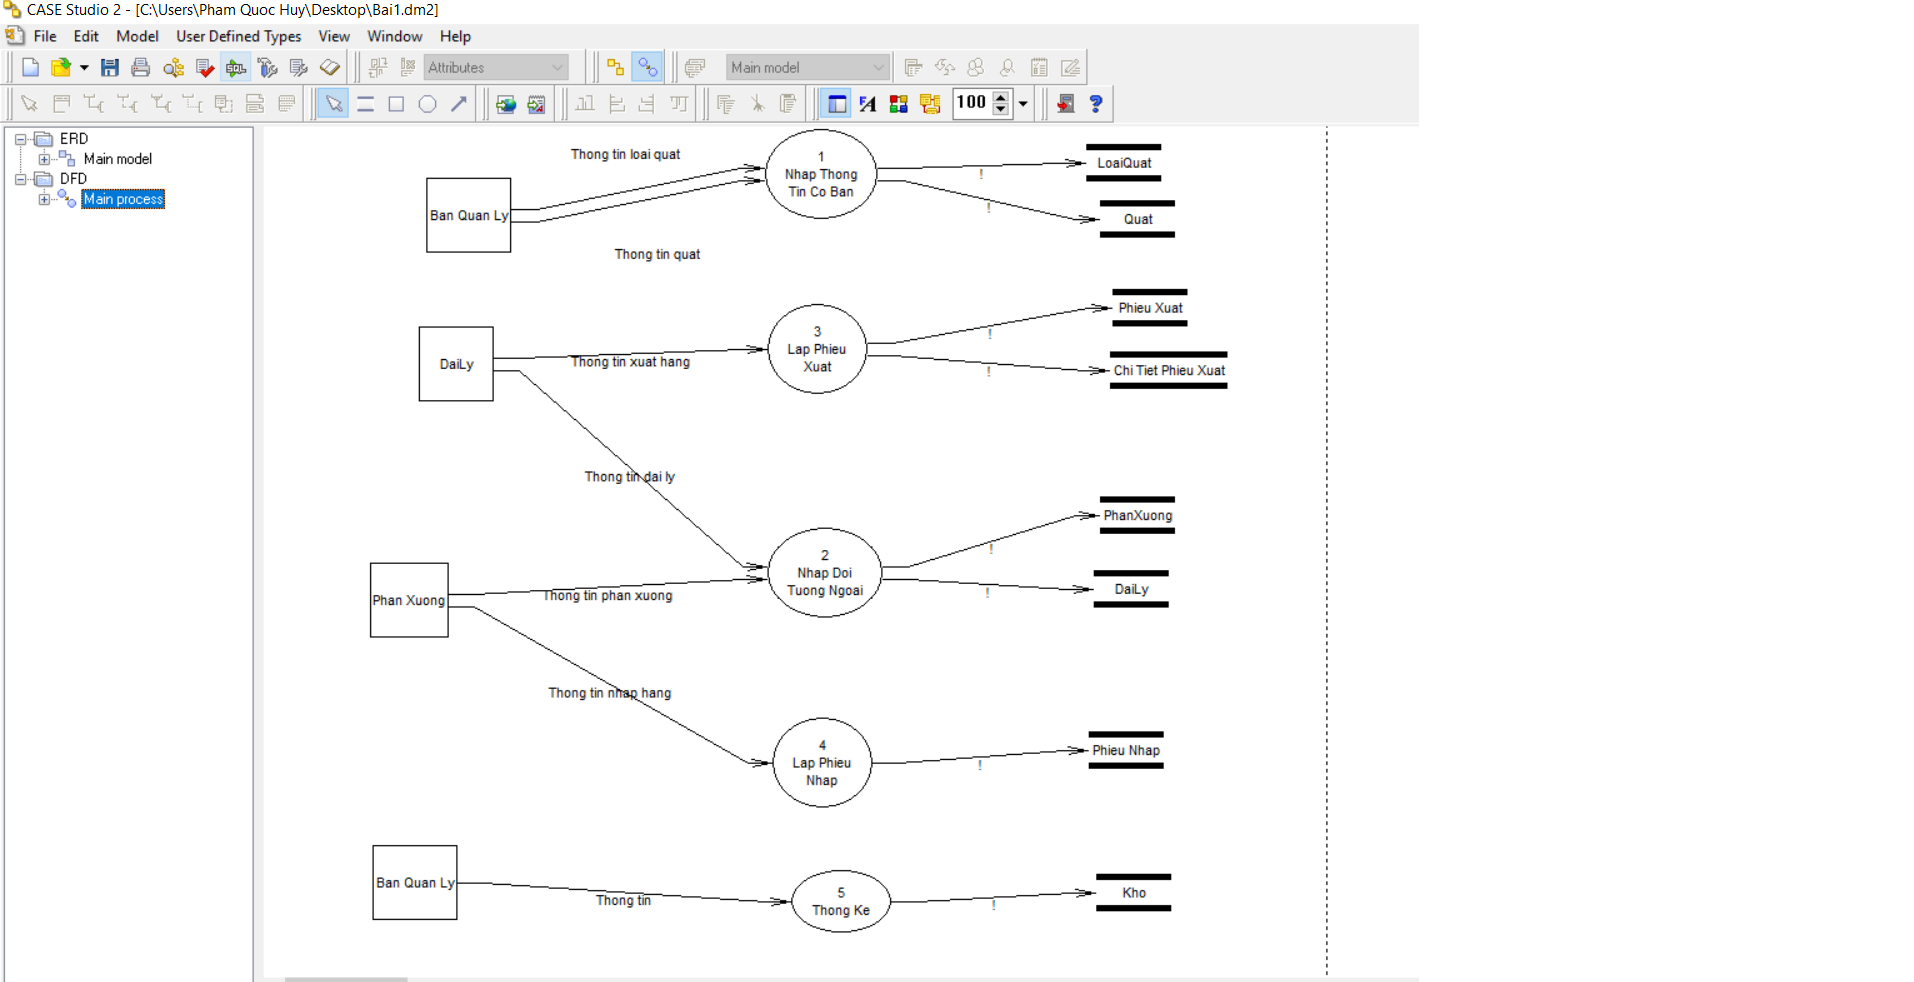 CASE Studio 2 - [C:\Users\Pham Quoc Huy\Desktop\Bai1.dm2]
File Edit Model User Defined Types View Window Help
Attributes
Main model
100
ERD
Main model
DFD
Main process
Thong tin loai quat
Ban Quan Ly
Thong tin quat
1
Nhap Thong
Tin Co Ban
!
!
LoaiQuat
Quat
DaiLy
Thong tin xuat hang
3
Lap Phieu
Xuat
!
!
Phieu Xuat
Chi Tiet Phieu Xuat
Thong tin dai ly
Phan Xuong
Thong tin phan xuong
2
Nhap Doi
Tuong Ngoai
!
!
PhanXuong
DaiLy
Thong tin nhap hang
4
Lap Phieu
Nhap
!
Phieu Nhap
Ban Quan Ly
Thong tin
5
Thong Ke
!
Kho